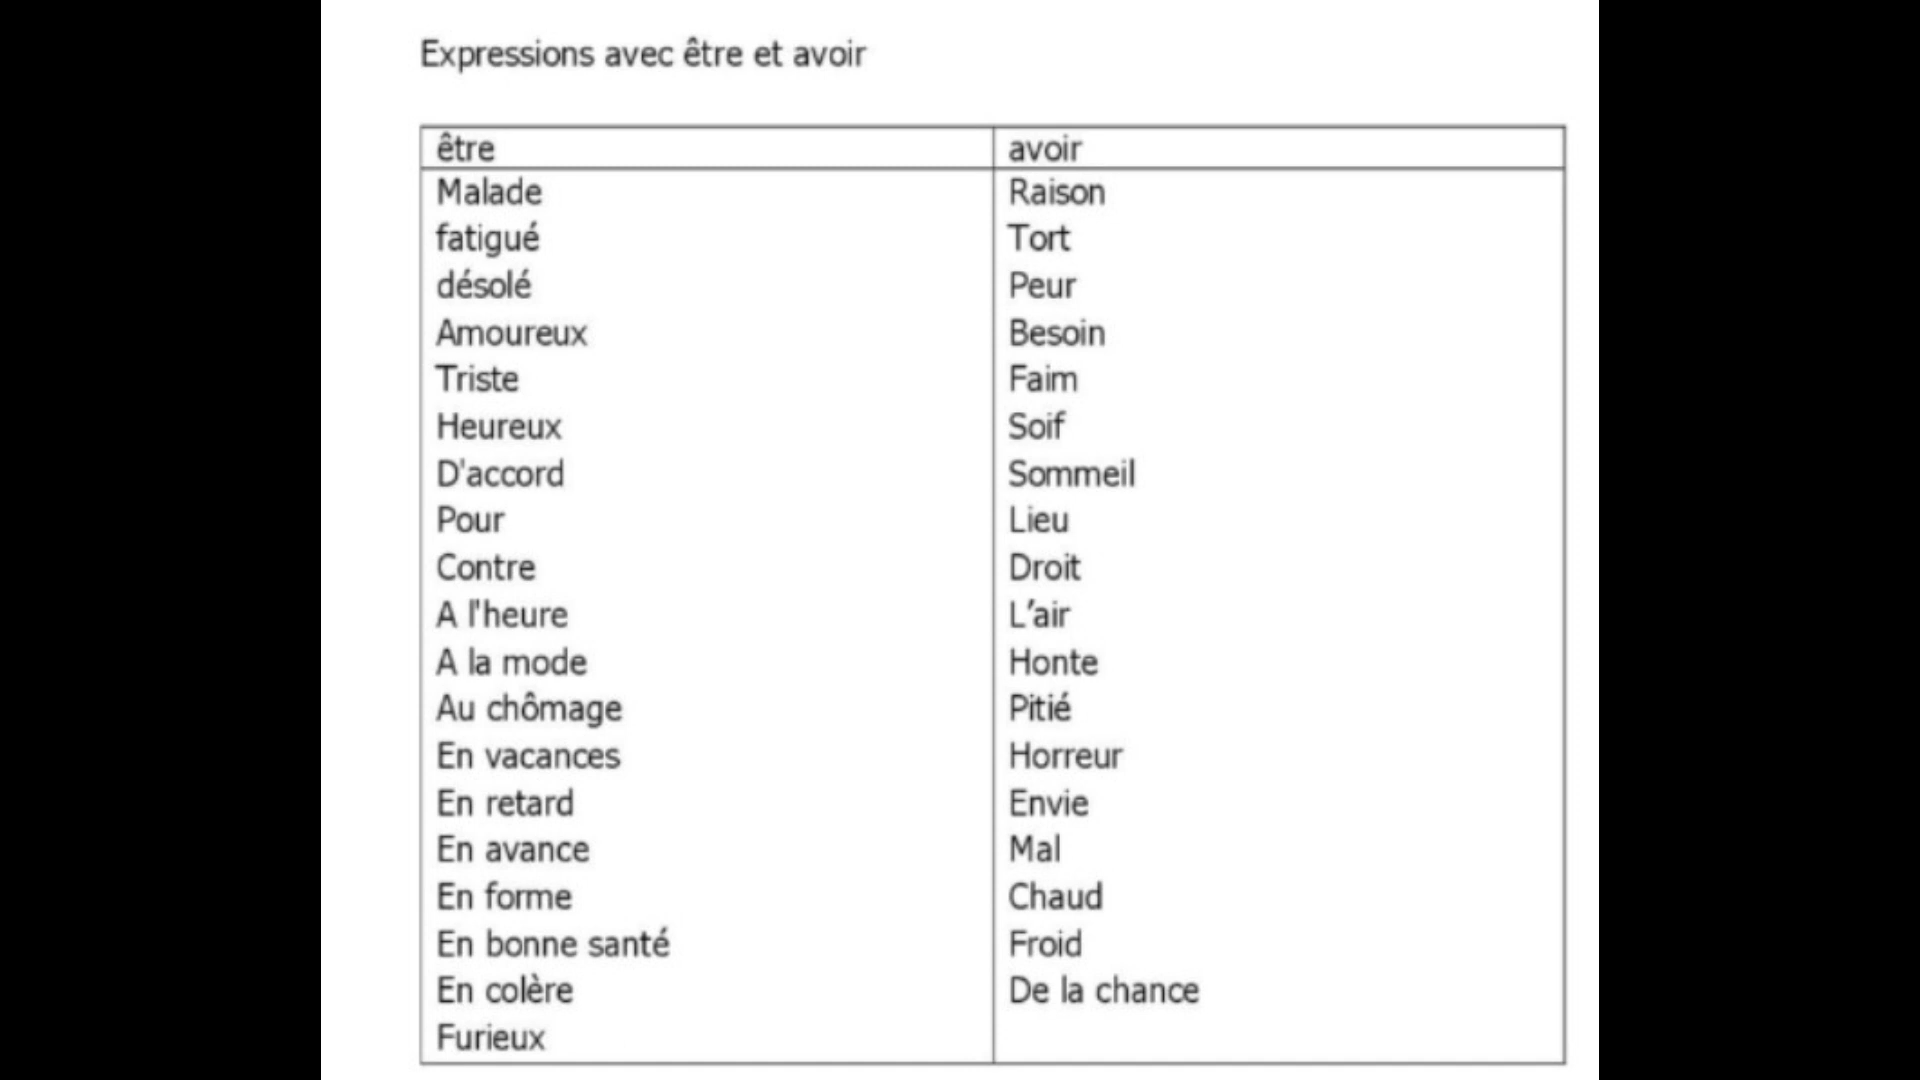 Expressions avec être et avoir
être
avoir
Malade
Raison
fatigué
Tort
désolé
Peur
Amoureux
Besoin
Triste
Faim
Heureux
Soif
D'accord
Sommeil
Pour
Lieu
Contre
Droit
A l'heure
L’air
A la mode
Honte
Au chômage
Pitié
En vacances
Horreur
En retard
Envie
En avance
Mal
En forme
Chaud
En bonne santé
Froid
En colère
De la chance
Furieux